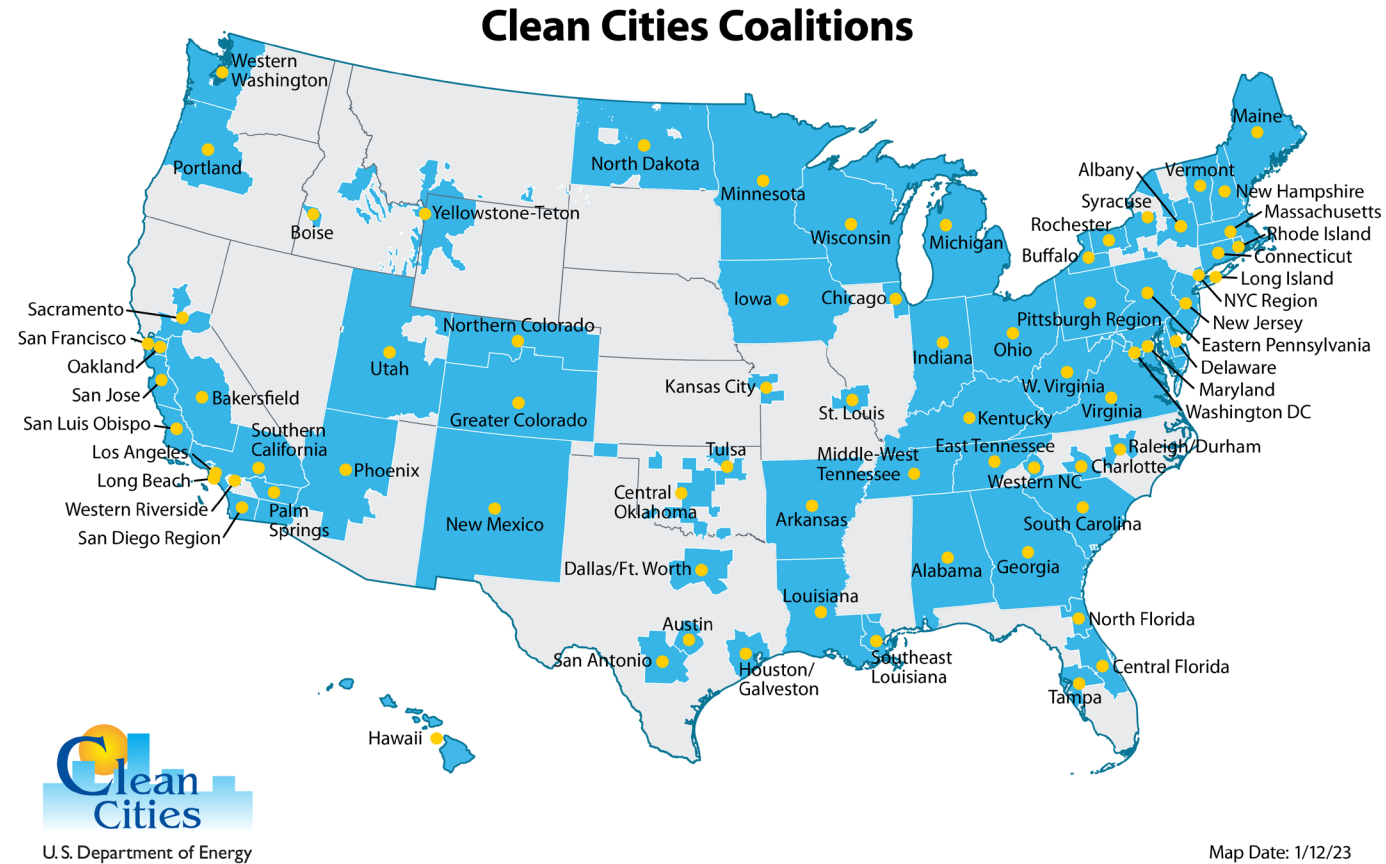 Clean Cities Coalitions
Western
Washington
Portland
Boise
Yellowstone-Teton
North Dakota
Minnesota
Wisconsin
Michigan
Iowa
Chicago
Maine
Albany
Vermont
New Hampshire
Syracuse
Massachusetts
Rochester
Rhode Island
Buffalo
Connecticut
Long Island
NYC Region
New Jersey
Pittsburgh Region
Eastern Pennsylvania
Delaware
Maryland
Washington DC
Sacramento
San Francisco
Oakland
San Jose
Bakersfield
San Luis Obispo
Southern
California
Los Angeles
Long Beach
Western Riverside
San Diego Region
Palm
Springs
Phoenix
Utah
Northern Colorado
Greater Colorado
New Mexico
Kansas City
St. Louis
Indiana
Ohio
W. Virginia
Virginia
Kentucky
East Tennessee
Middle-West
Tennessee
Raleigh/Durham
Charlotte
Western NC
South Carolina
Tulsa
Central
Oklahoma
Arkansas
Alabama
Georgia
Dallas/Ft. Worth
Louisiana
Austin
San Antonio
Houston/
Galveston
Southeast
Louisiana
North Florida
Central Florida
Tampa
Hawaii
Clean
Cities
U.S. Department of Energy
Map Date: 1/12/23